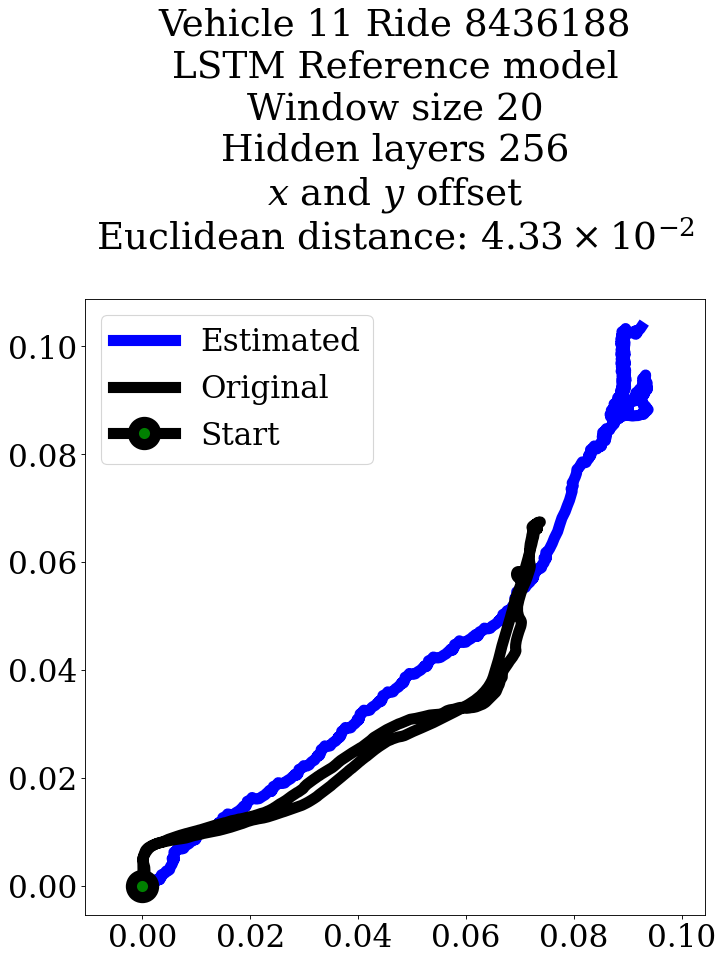 Vehicle 11 Ride 8436188
LSTM Reference model
Window size 20
Hidden layers 256
x and y offset
Euclidean distance: 4.33 × 10⁻²
Estimated
Original
Start
0.10
0.08
0.06
0.04
0.02
0.00
0.00 0.02 0.04 0.06 0.08 0.10